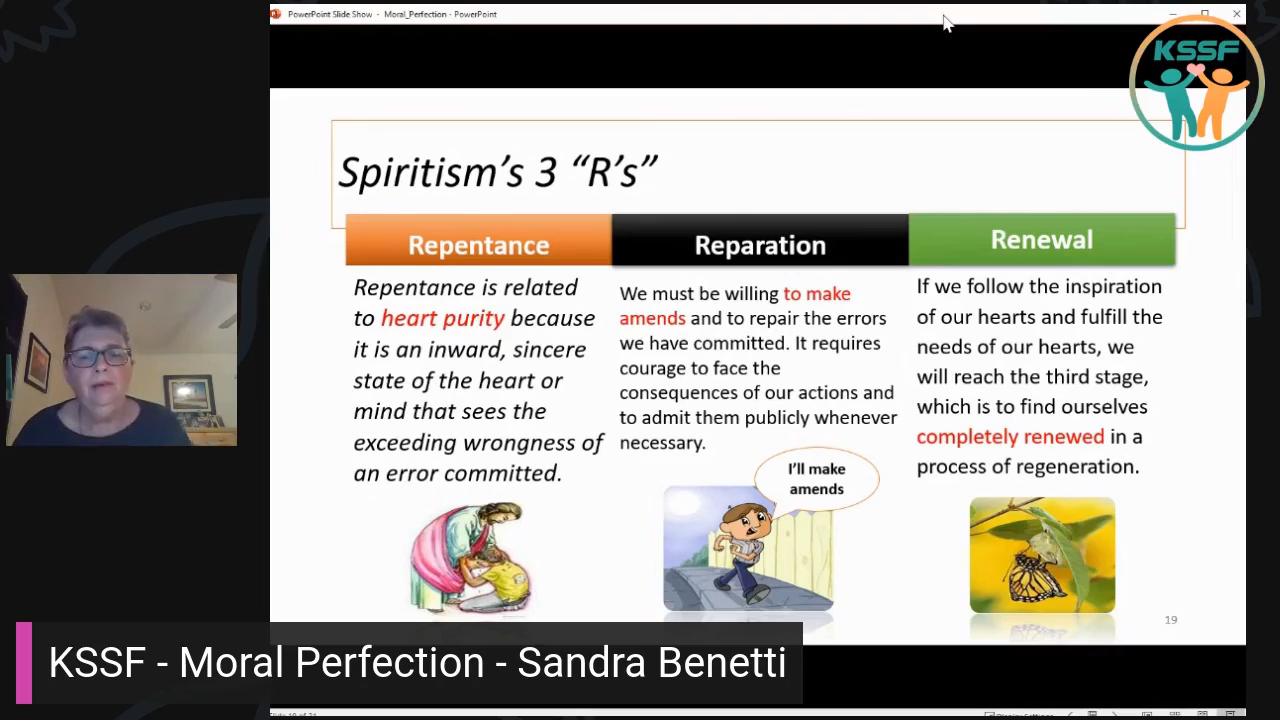 PowerPoint Slide Show - Moral_Perfection - PowerPoint
KSSF
Spiritism's 3 “R's”
Repentance
Repentance is related
to heart purity because
it is an inward, sincere
state of the heart or
mind that sees the
exceeding wrongness of
an error committed.
Reparation
We must be willing to make
amends and to repair the errors
we have committed. It requires
courage to face the
consequences of our actions and
to admit them publicly whenever
necessary.
I'll make
amends
Renewal
If we follow the inspiration
of our hearts and fulfill the
needs of our hearts, we
will reach the third stage,
which is to find ourselves
completely renewed in a
process of regeneration.
19
KSSF - Moral Perfection - Sandra Benetti